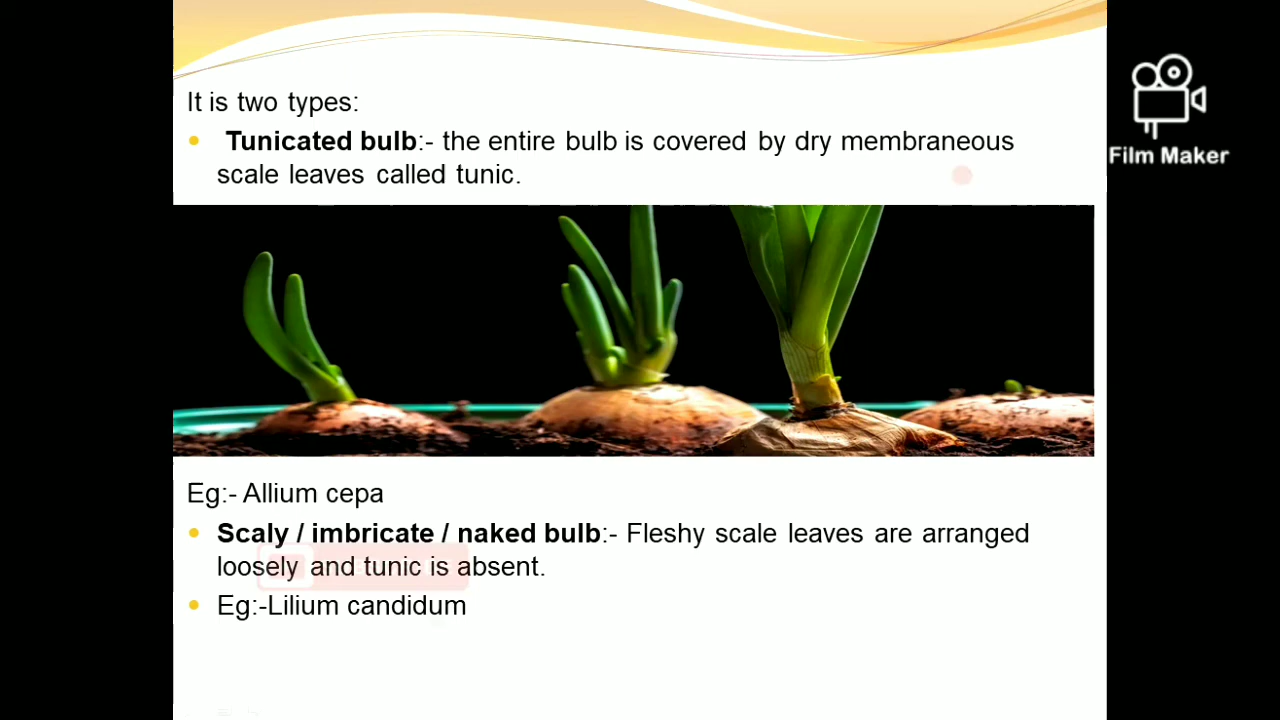 It is two types:
Tunicated bulb:- the entire bulb is covered by dry membraneous
scale leaves called tunic.
Film Maker
Eg:- Allium cepa
Scaly / imbricate / naked bulb:- Fleshy scale leaves are arranged
loosely and tunic is absent.
Eg:-Lilium candidum